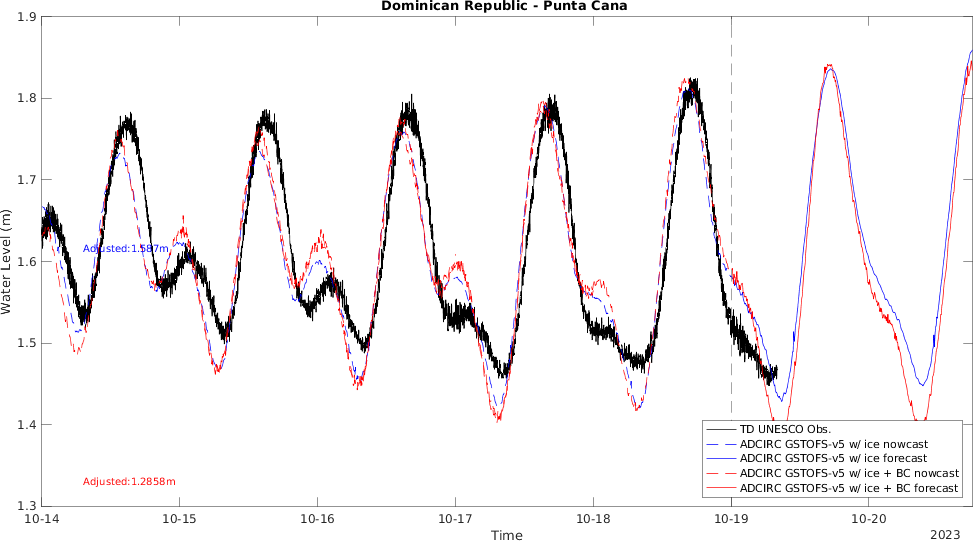 Dominican Republic - Punta Cana
1.9
1.8
1.7
1.6
1.5
1.4
1.3
Water Level (m)
Adjusted:1.587m
Adjusted:1.2858m
TD UNESCO Obs.
ADCIRC GSTOFS-v5 w/ ice nowcast
ADCIRC GSTOFS-v5 w/ ice forecast
ADCIRC GSTOFS-v5 w/ ice + BC nowcast
ADCIRC GSTOFS-v5 w/ ice + BC forecast
10-14 10-15 10-16 10-17 10-18 10-19 10-20
Time
2023